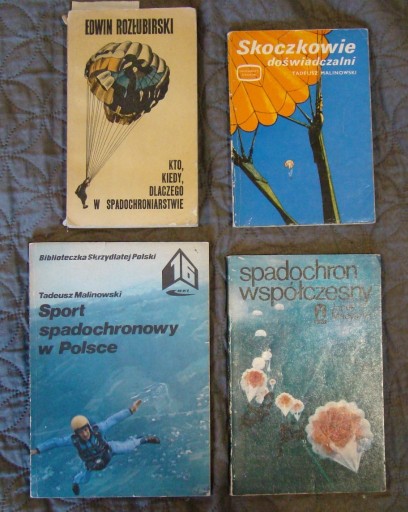 EDWIN ROZŁUBIRSKI
KTO,
KIEDY,
DLACZEGO
W SPADOCHRONIARSTWIE
Skoczkowie
doświadczalni
TADEUSZ MALINOWSKI
Biblioteczka Skrzydlatej Polski
16
Tadeusz Malinowski
Sport
spadochronowy
w Polsce
spadochron
współczesny